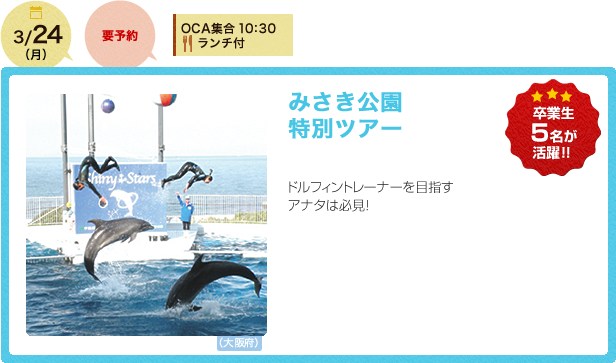 3/24
(月)
要予約
OCA集合 10:30
ランチ付
みさき公園
特別ツアー
卒業生
5名が
活躍!!
ドルフィントレーナーを目指す
アナタは必見!
Shiny Stars
(大阪府)